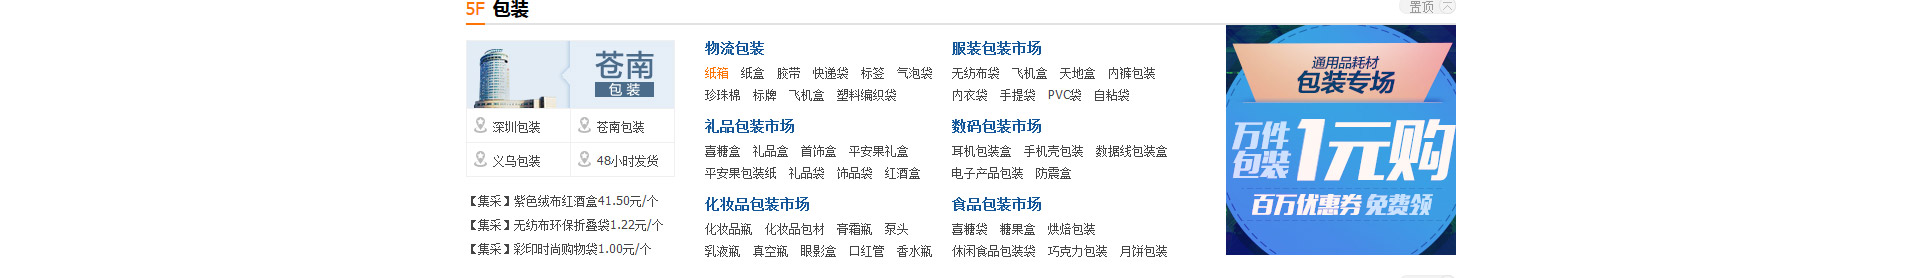 5F 包装
置顶
苍南
包装
深圳包装 苍南包装
义乌包装 48小时发货
【集采】紫色绒布红酒盒41.50元/个
【集采】无纺布环保折叠袋1.22元/个
【集采】彩印时尚购物袋1.00元/个
物流包装
纸箱 纸盒 胶带 快递袋 标签 气泡袋
珍珠棉 标牌 飞机盒 塑料编织袋
礼品包装市场
喜糖盒 礼品盒 首饰盒 平安果礼盒
平安果包装纸 礼品袋 饰品袋 红酒盒
化妆品包装市场
化妆品瓶 化妆品包材 膏霜瓶 泵头
乳液瓶 真空瓶 眼影盒 口红管 香水瓶
服装包装市场
无纺布袋 飞机盒 天地盒 内裤包装
内衣袋 手提袋 PVC袋 自粘袋
数码包装市场
耳机包装盒 手机壳包装 数据线包装盒
电子产品包装 防震盒
食品包装市场
喜糖袋 糖果盒 烘焙包装
休闲食品包装袋 巧克力包装 月饼包装
通用品耗材
包装专场
万件包装 1元购
百万优惠券 免费领